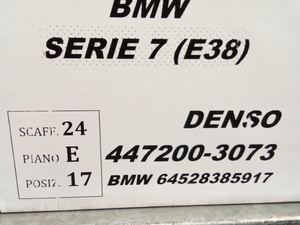 BMW
SERIE 7 (E38)
DENSO
447200-3073
BMW 64528385917
SCAFF. 24
PIANO E
POSIZ. 17